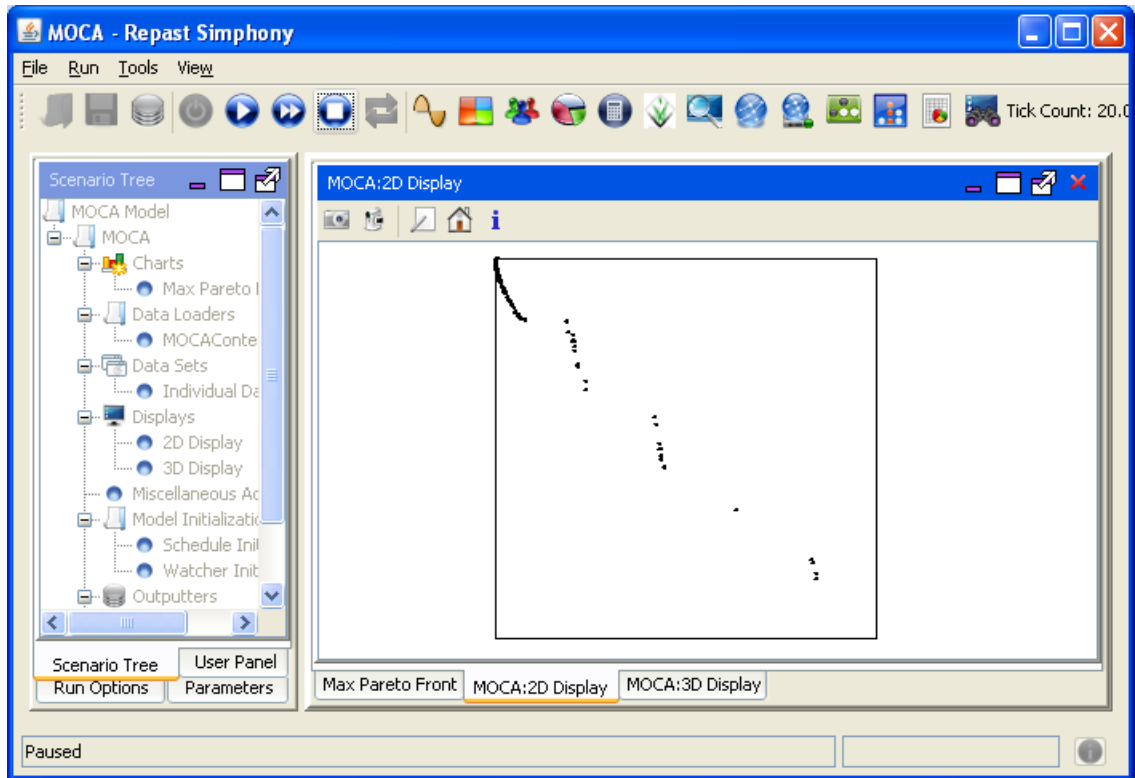 MOCA - Repast Simphony
File Run Tools View
Tick Count: 20.0
Scenario Tree
MOCA Model
MOCA
Charts
Max Pareto
Data Loaders
MOCAConte
Data Sets
Individual Da
Displays
2D Display
3D Display
Miscellaneous Ac
Model Initializatio
Schedule Ini
Watcher Init
Outputters
Scenario Tree User Panel
Run Options Parameters
MOCA:2D Display
i
Max Pareto Front MOCA:2D Display MOCA:3D Display
Paused